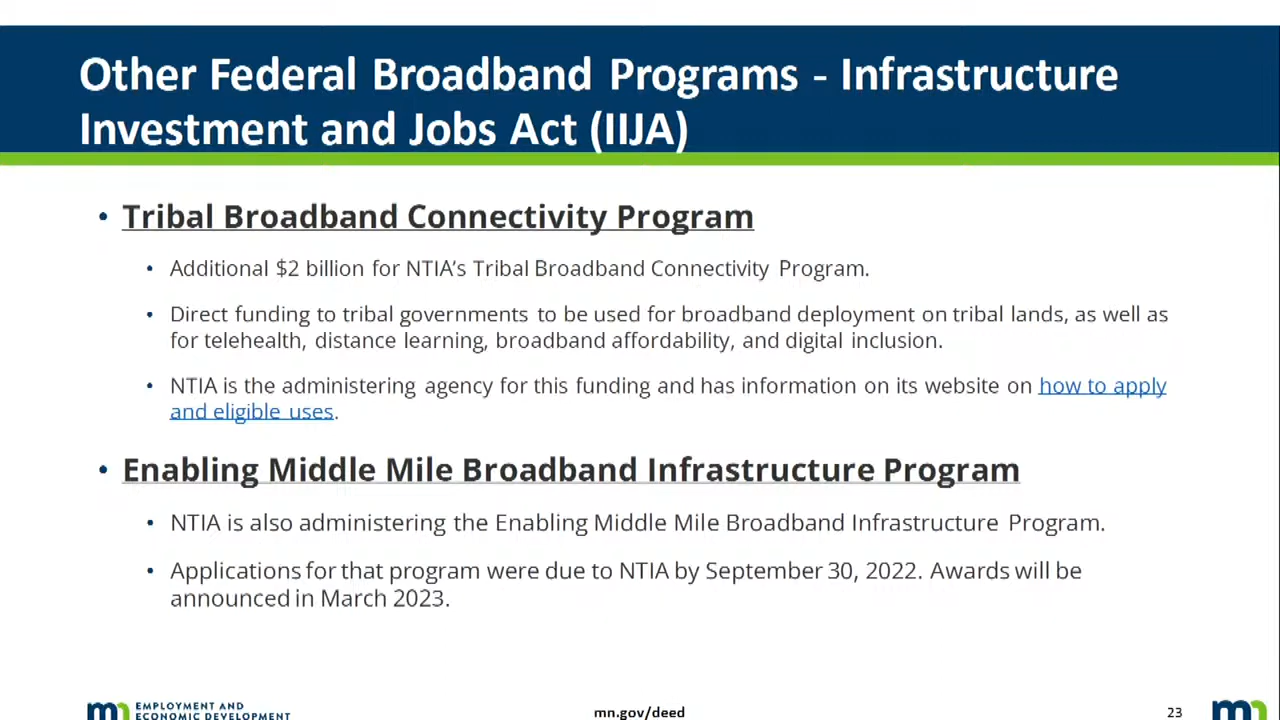 Other Federal Broadband Programs - Infrastructure
Investment and Jobs Act (IIJA)
• Tribal Broadband Connectivity Program
• Additional $2 billion for NTIA's Tribal Broadband Connectivity Program.
• Direct funding to tribal governments to be used for broadband deployment on tribal lands, as well as
for telehealth, distance learning, broadband affordability, and digital inclusion.
• NTIA is the administering agency for this funding and has information on its website on how to apply
and eligible uses.
• Enabling Middle Mile Broadband Infrastructure Program
• NTIA is also administering the Enabling Middle Mile Broadband Infrastructure Program.
• Applications for that program were due to NTIA by September 30, 2022. Awards will be
announced in March 2023.
mn EMPLOYMENT AND
ECONOMIC DEVELOPMENT
mn.gov/deed
23
mn